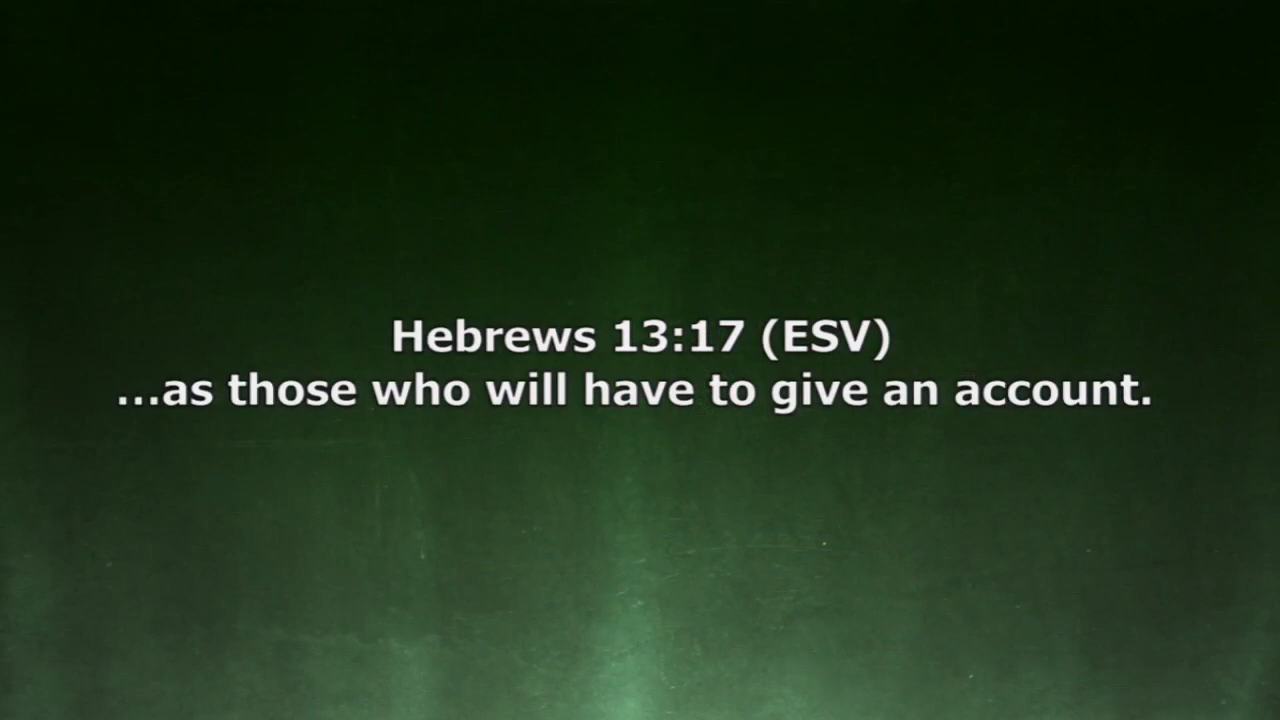 Hebrews 13:17 (ESV)
...as those who will have to give an account.